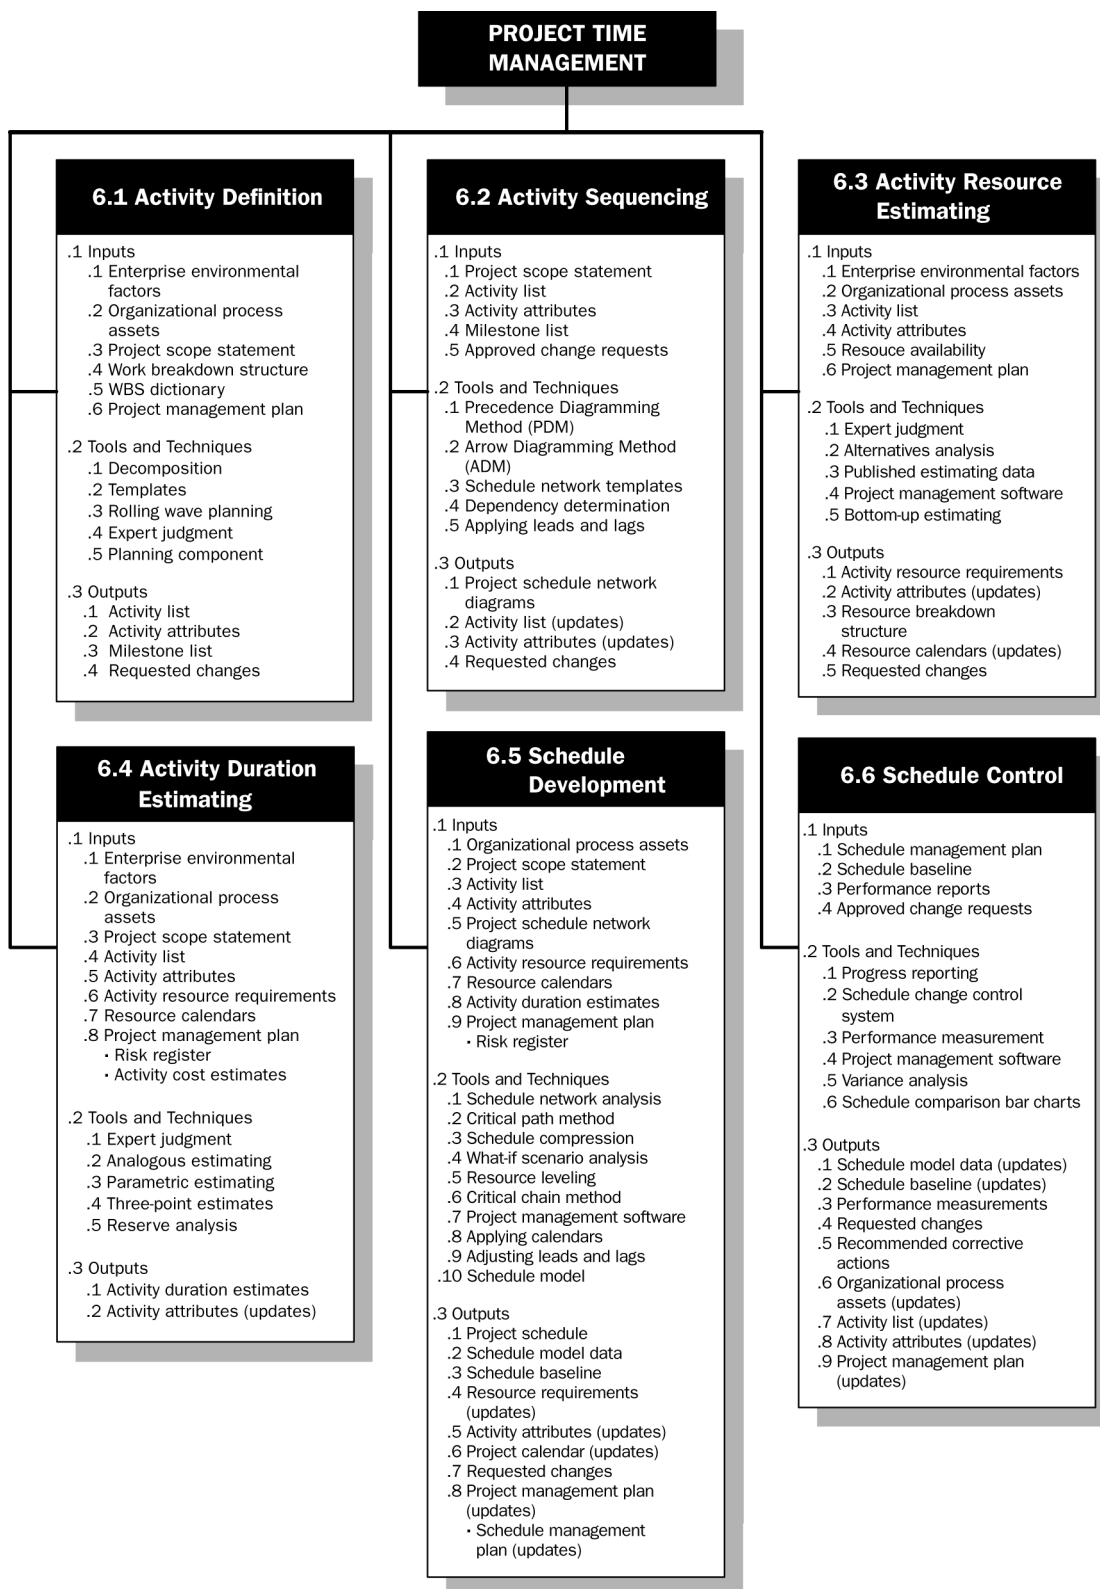 PROJECT TIME
MANAGEMENT
6.1 Activity Definition
.1 Inputs
.1 Enterprise environmental
factors
.2 Organizational process
assets
.3 Project scope statement
.4 Work breakdown structure
.5 WBS dictionary
.6 Project management plan
.2 Tools and Techniques
.1 Decomposition
.2 Templates
.3 Rolling wave planning
.4 Expert judgment
.5 Planning component
.3 Outputs
.1 Activity list
.2 Activity attributes
.3 Milestone list
.4 Requested changes
6.2 Activity Sequencing
.1 Inputs
.1 Project scope statement
.2 Activity list
.3 Activity attributes
.4 Milestone list
.5 Approved change requests
.2 Tools and Techniques
.1 Precedence Diagramming
Method (PDM)
.2 Arrow Diagramming Method
(ADM)
.3 Schedule network templates
.4 Dependency determination
.5 Applying leads and lags
.3 Outputs
.1 Project schedule network
diagrams
.2 Activity list (updates)
.3 Activity attributes (updates)
.4 Requested changes
6.3 Activity Resource
Estimating
.1 Inputs
.1 Enterprise environmental factors
.2 Organizational process assets
.3 Activity list
.4 Activity attributes
.5 Resouce availability
.6 Project management plan
.2 Tools and Techniques
.1 Expert judgment
.2 Alternatives analysis
.3 Published estimating data
.4 Project management software
.5 Bottom-up estimating
.3 Outputs
.1 Activity resource requirements
.2 Activity attributes (updates)
.3 Resource breakdown
structure
.4 Resource calendars (updates)
.5 Requested changes
6.4 Activity Duration
Estimating
.1 Inputs
.1 Enterprise environmental
factors
.2 Organizational process
assets
.3 Project scope statement
.4 Activity list
.5 Activity attributes
.6 Activity resource requirements
.7 Resource calendars
.8 Project management plan
· Risk register
· Activity cost estimates
.2 Tools and Techniques
.1 Expert judgment
.2 Analogous estimating
.3 Parametric estimating
.4 Three-point estimates
.5 Reserve analysis
.3 Outputs
.1 Activity duration estimates
.2 Activity attributes (updates)
6.5 Schedule
Development
.1 Inputs
.1 Organizational process assets
.2 Project scope statement
.3 Activity list
.4 Activity attributes
.5 Project schedule network
diagrams
.6 Activity resource requirements
.7 Resource calendars
.8 Activity duration estimates
.9 Project management plan
· Risk register
.2 Tools and Techniques
.1 Schedule network analysis
.2 Critical path method
.3 Schedule compression
.4 What-if scenario analysis
.5 Resource leveling
.6 Critical chain method
.7 Project management software
.8 Applying calendars
.9 Adjusting leads and lags
.10 Schedule model
.3 Outputs
.1 Project schedule
.2 Schedule model data
.3 Schedule baseline
.4 Resource requirements
(updates)
.5 Activity attributes (updates)
.6 Project calendar (updates)
.7 Requested changes
.8 Project management plan
(updates)
· Schedule management
plan (updates)
6.6 Schedule Control
.1 Inputs
.1 Schedule management plan
.2 Schedule baseline
.3 Performance reports
.4 Approved change requests
.2 Tools and Techniques
.1 Progress reporting
.2 Schedule change control
system
.3 Performance measurement
.4 Project management software
.5 Variance analysis
.6 Schedule comparison bar charts
.3 Outputs
.1 Schedule model data (updates)
.2 Schedule baseline (updates)
.3 Performance measurements
.4 Requested changes
.5 Recommended corrective
actions
.6 Organizational process
assets (updates)
.7 Activity list (updates)
.8 Activity attributes (updates)
.9 Project management plan
(updates)